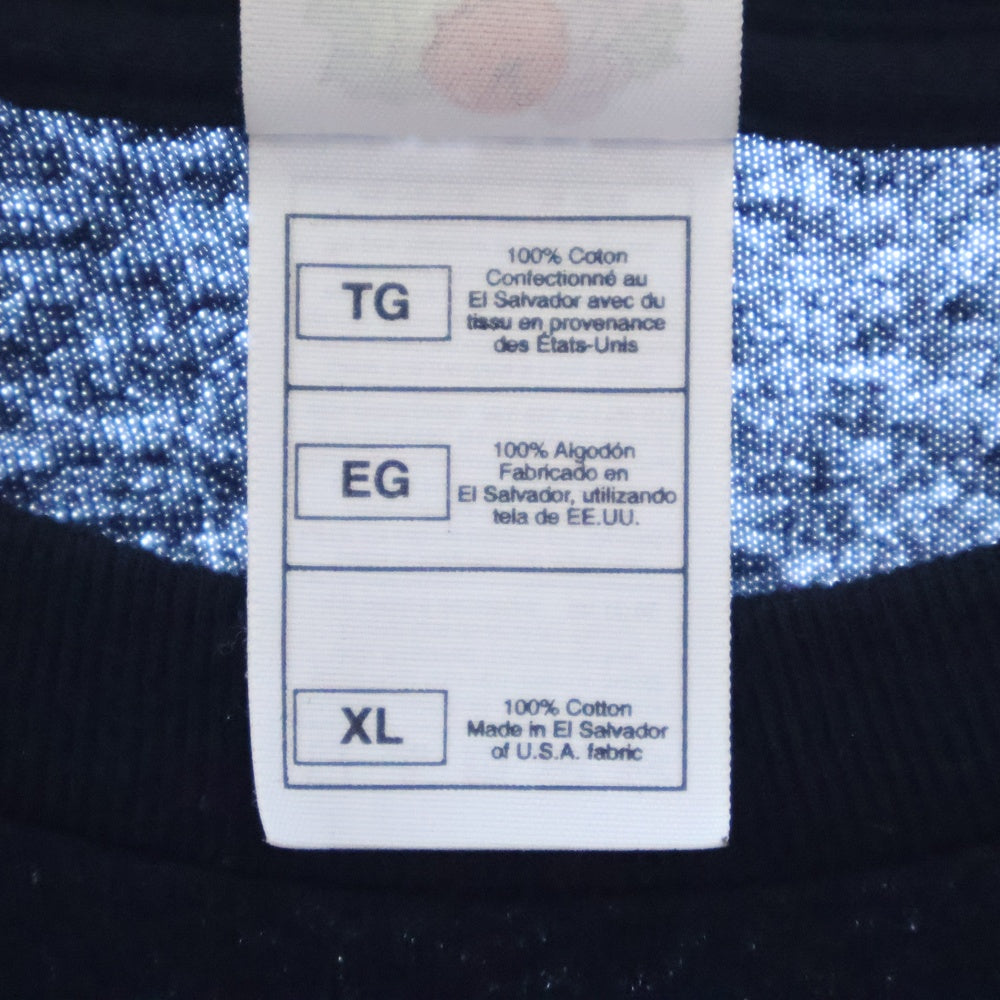 TG
100% Coton
Confectionné au
El Salvador avec du
tissu en provenance
des États-Unis
EG
100% Algodón
Fabricado en
El Salvador, utilizando
tela de EE.UU.
XL
100% Cotton
Made in El Salvador
of U.S.A. fabric